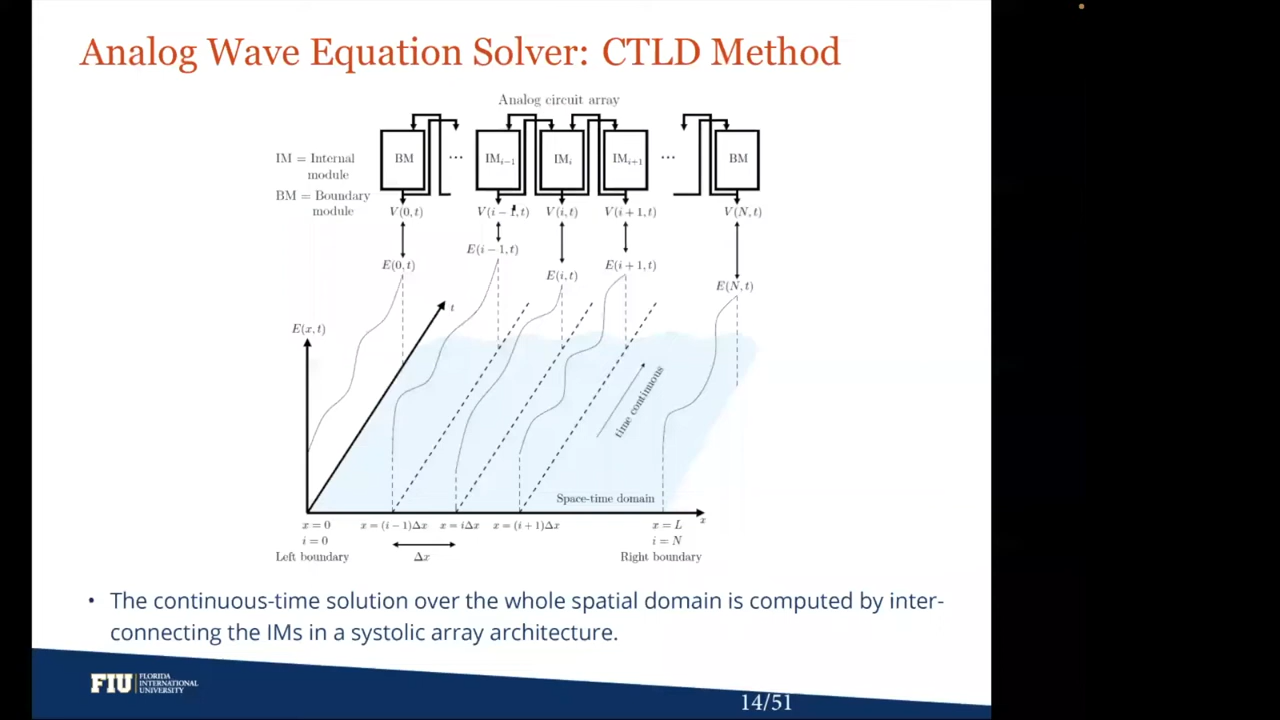 Analog Wave Equation Solver: CTLD Method
Analog circuit array
IM = Internal
module
BM = Boundary
module
BM ... IMᵢ₋₁ IMᵢ IMᵢ₊₁ ... BM
V(0,t) V(i−1,t) V(i,t) V(i+1,t) V(N,t)
E(0,t) E(i−1,t) E(i,t) E(i+1,t) E(N,t)
E(x,t)
t
time continuous
Space-time domain
x
x = 0 x = (i−1)Δx x = iΔx x = (i+1)Δx x = L
i = 0 i = N
Left boundary Δx Right boundary
• The continuous-time solution over the whole spatial domain is computed by inter-
connecting the IMs in a systolic array architecture.
FIU FLORIDA
INTERNATIONAL
UNIVERSITY
14/51